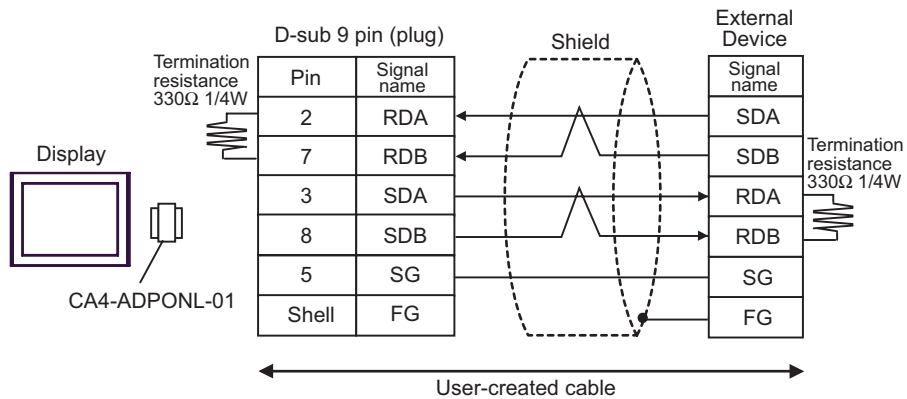 D-sub 9 pin (plug)
Shield
External
Device
Termination
resistance
330Ω 1/4W
Pin
Signal
name
Signal
name
2
RDA
SDA
7
RDB
SDB
Display
3
SDA
RDA
Termination
resistance
330Ω 1/4W
8
SDB
RDB
5
SG
SG
CA4-ADPONL-01
Shell
FG
FG
User-created cable